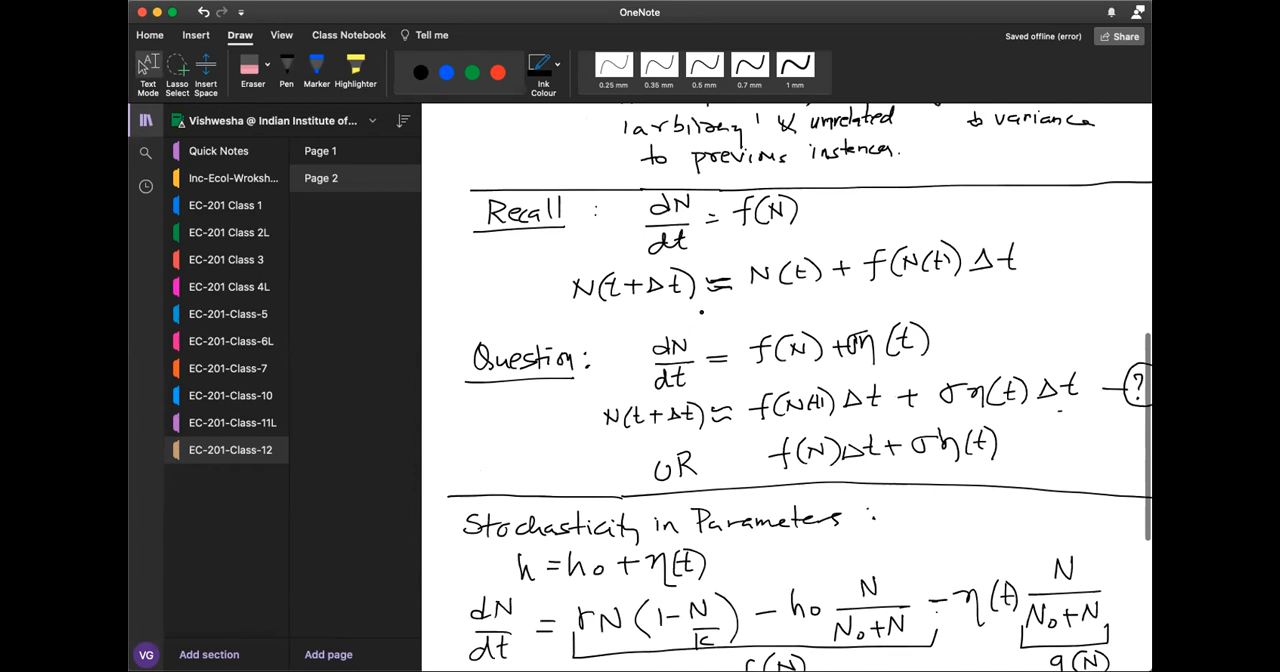 OneNote
Home Insert Draw View Class Notebook Tell me
Saved offline (error) Share
Text Mode
Lasso Select
Insert Space
Eraser
Pen
Marker
Highlighter
Ink Colour
0.25 mm 0.35 mm 0.5 mm 0.7 mm 1 mm
Vishwesha @ Indian Institute of...
Quick Notes
Inc-Ecol-Wroksh...
EC-201 Class 1
EC-201 Class 2L
EC-201 Class 3
EC-201 Class 4L
EC-201-Class-5
EC-201-Class-6L
EC-201-Class-7
EC-201-Class-10
EC-201-Class-11L
EC-201-Class-12
VG Add section
Page 1
Page 2
Add page
'arbitrary' & unrelated variance
to previous instances.
Recall : dN/dt = f(N)
N(t+Δt) ≈ N(t) + f(N(t)) Δt
Question: dN/dt = f(N) + ση(t)
N(t+Δt) ≈ f(N(t)) Δt + ση(t) Δt — ?
OR f(N)Δt + ση(t)
Stochasticity in Parameters :
h = h₀ + η(t)
dN/dt = rN (1 - N/K) - h₀ N/(N₀+N) - η(t) N/(N₀+N)
g(N)